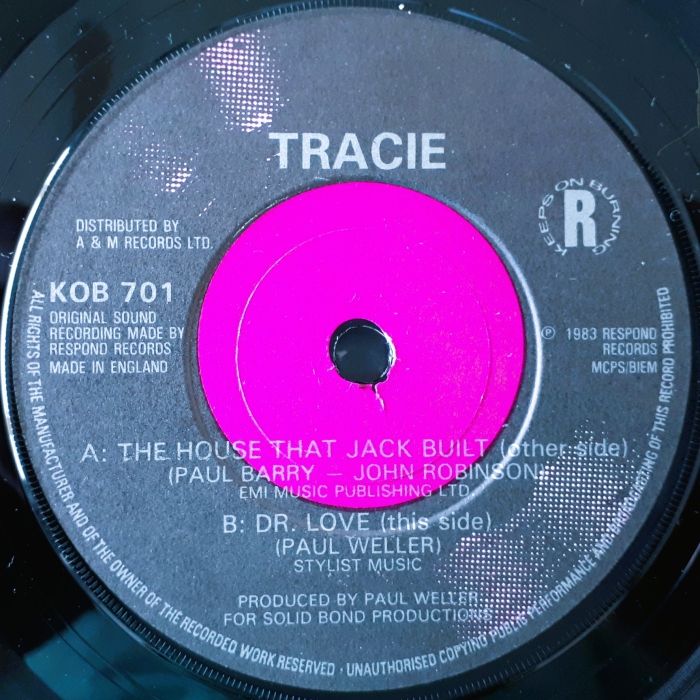 TRACIE
KEEPS ON BURNING
R
DISTRIBUTED BY
A & M RECORDS LTD.
KOB 701
ORIGINAL SOUND
RECORDING MADE BY
RESPOND RECORDS
MADE IN ENGLAND
℗ 1983 RESPOND
RECORDS
MCPS/BIEM
A: THE HOUSE THAT JACK BUILT (other side)
(PAUL BARRY — JOHN ROBINSON)
EMI MUSIC PUBLISHING LTD.
B: DR. LOVE (this side)
(PAUL WELLER)
STYLIST MUSIC
PRODUCED BY PAUL WELLER
FOR SOLID BOND PRODUCTIONS
ALL RIGHTS OF THE MANUFACTURER AND OF THE OWNER OF THE RECORDED WORK RESERVED · UNAUTHORISED COPYING PUBLIC PERFORMANCE AND BROADCASTING OF THIS RECORD PROHIBITED